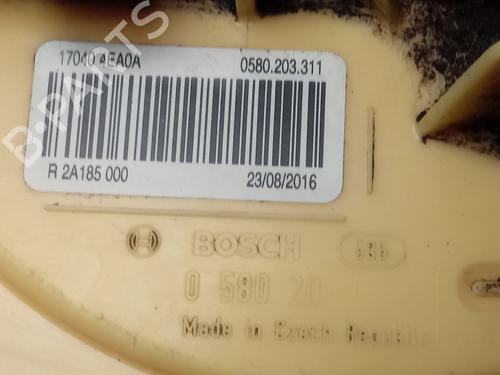 17040 4EA0A 0580.203.311
R 2A185 000 23/08/2016
B-PARTS
BOSCH
0 580 20
Made in Czech Republic